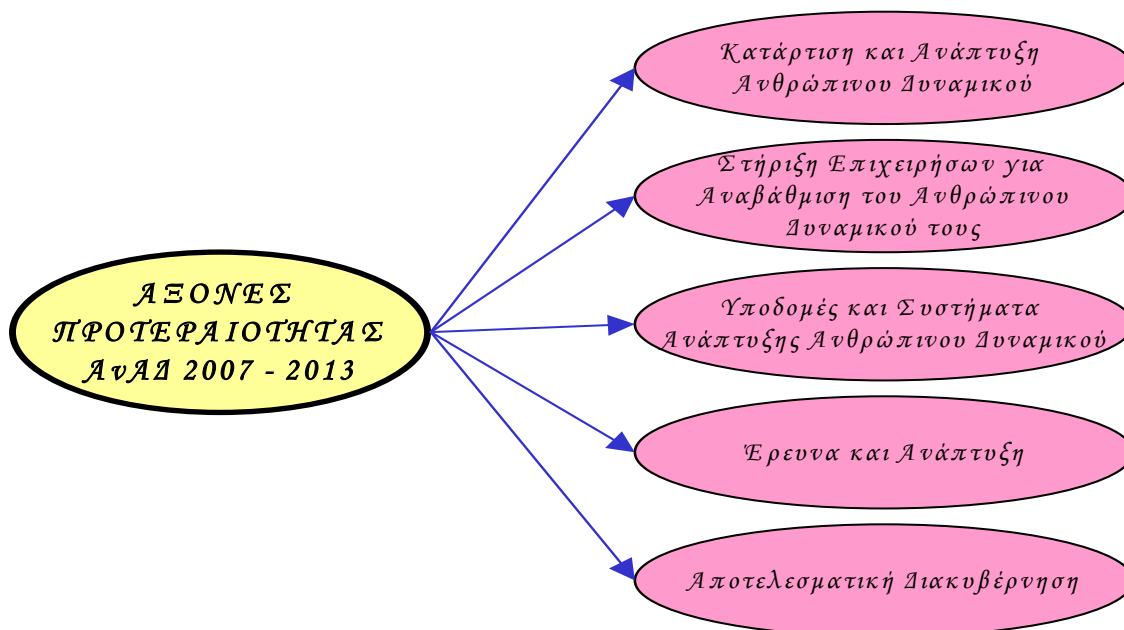 ΑΞΟΝΕΣ
ΠΡΟΤΕΡΑΙΟΤΗΤΑΣ
ΑνΑΔ 2007 - 2013
Κατάρτιση και Ανάπτυξη
Ανθρώπινου Δυναμικού
Στήριξη Επιχειρήσων για
Αναβάθμιση του Ανθρώπινου
Δυναμικού τους
Υποδομές και Συστήματα
Ανάπτυξης Ανθρώπινου Δυναμικού
Έρευνα και Ανάπτυξη
Αποτελεσματική Διακυβέρνηση